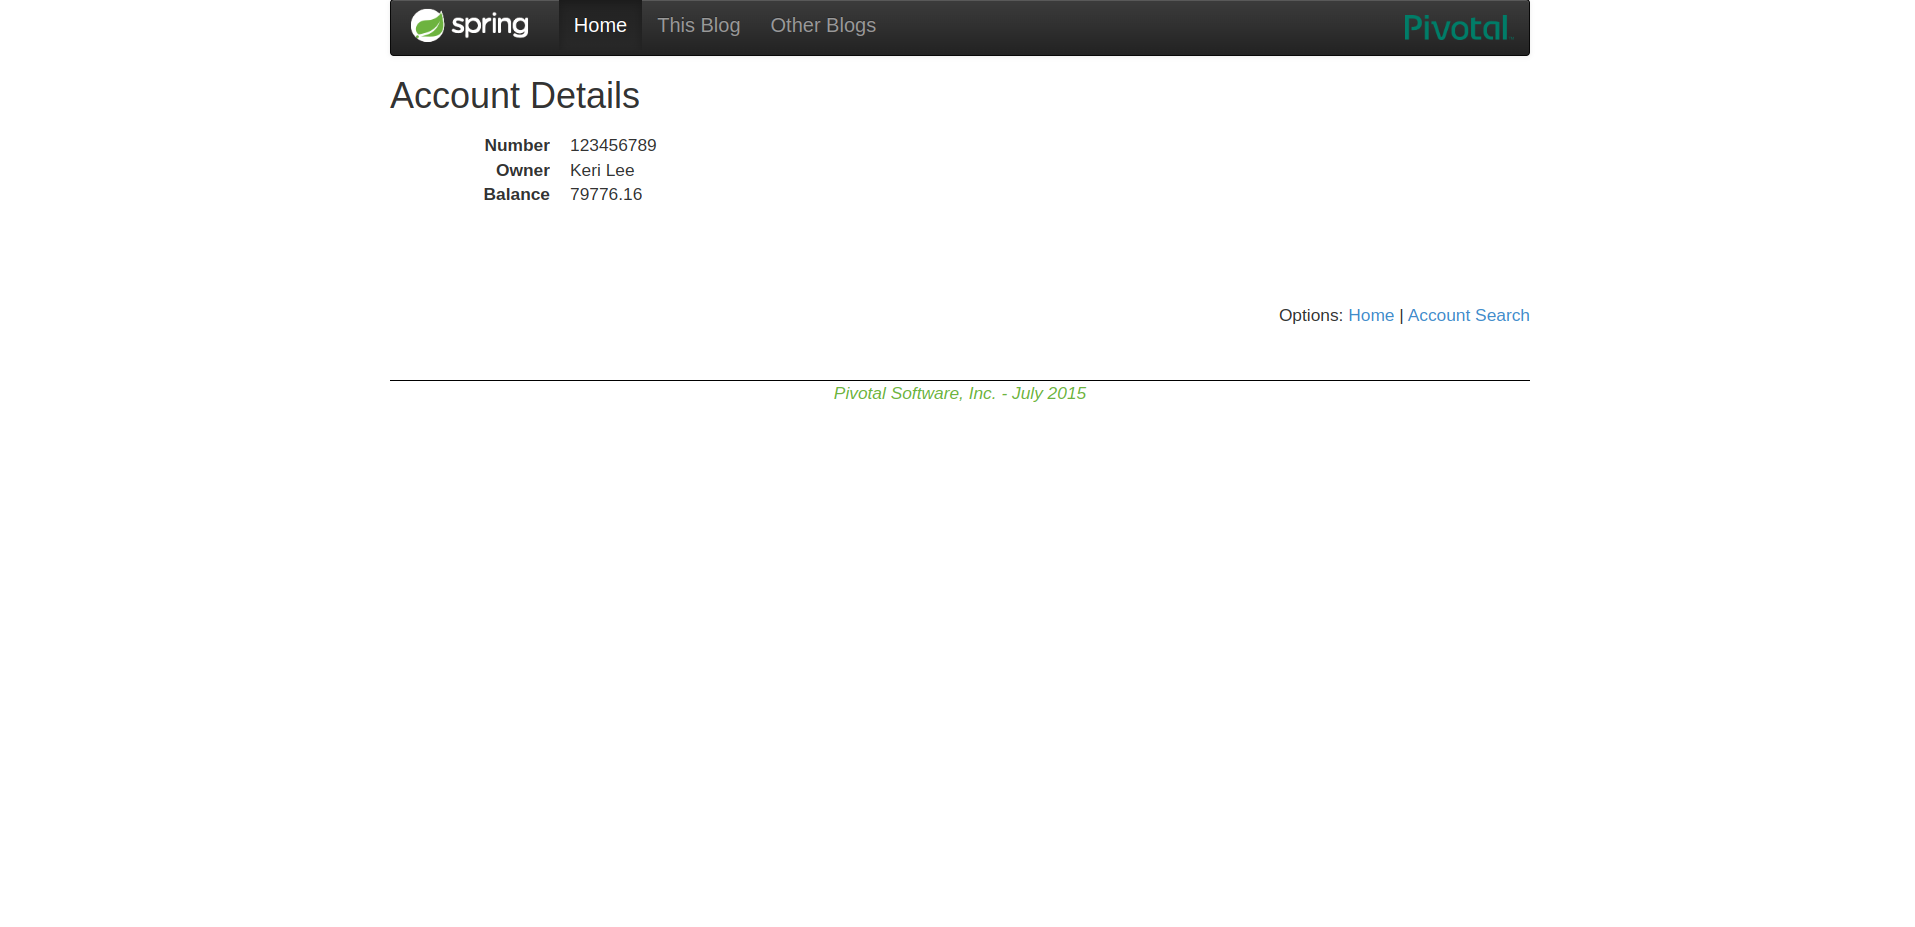 spring Home This Blog Other Blogs Pivotal
Account Details
Number 123456789
Owner Keri Lee
Balance 79776.16
Options: Home | Account Search
Pivotal Software, Inc. - July 2015